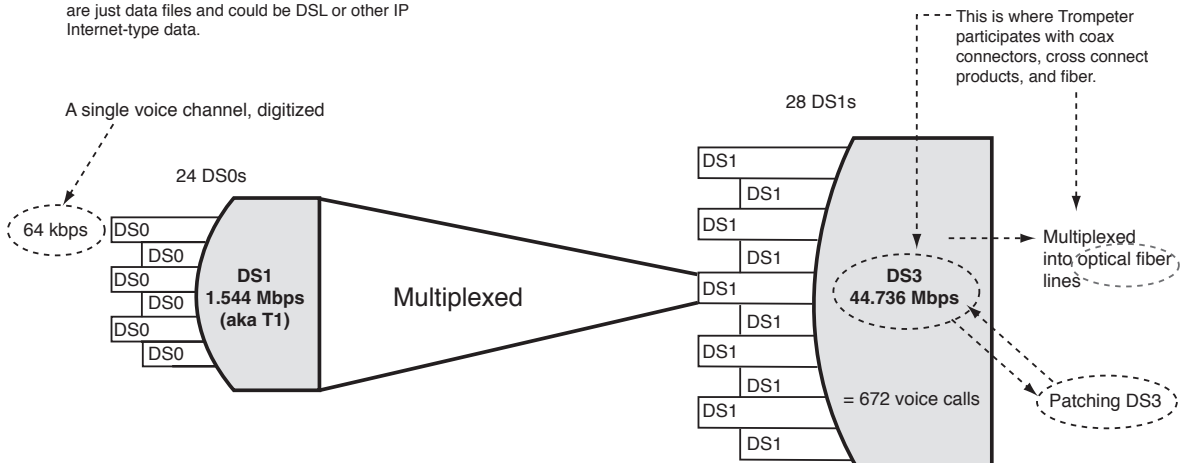 are just data files and could be DSL or other IP
Internet-type data.
This is where Trompeter
participates with coax
connectors, cross connect
products, and fiber.
A single voice channel, digitized
28 DS1s
24 DS0s
64 kbps
DS0
DS0
DS0
DS0
DS0
DS0
DS1
1.544 Mbps
(aka T1)
Multiplexed
DS1
DS1
DS1
DS1
DS1
DS1
DS1
DS1
DS1
DS1
DS3
44.736 Mbps
= 672 voice calls
Multiplexed
into optical fiber
lines
Patching DS3